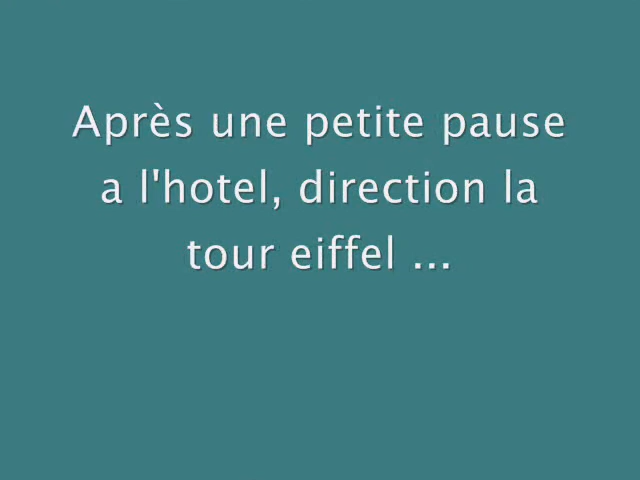 Après une petite pause
a l'hotel, direction la
tour eiffel ...